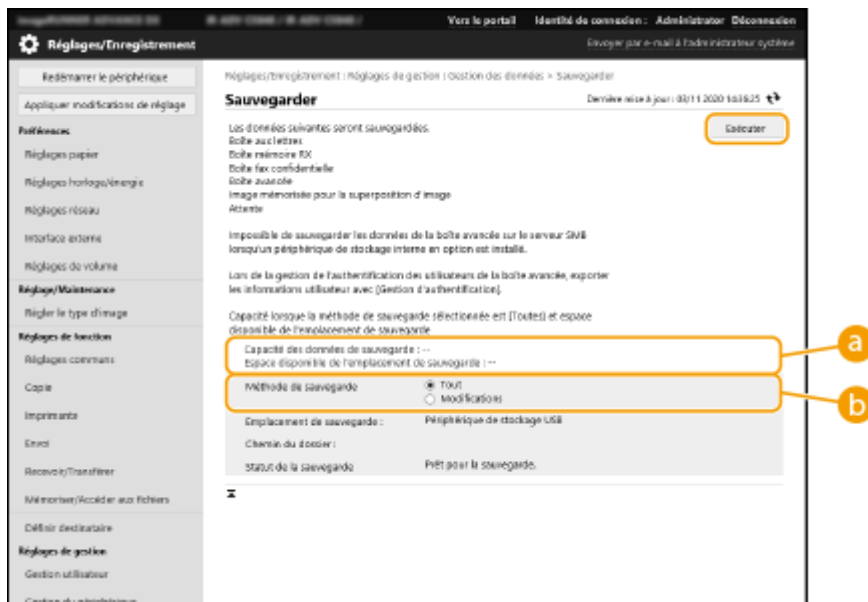 Vers le portail Identité de connexion : Administrator Déconnexion
Réglages/Enregistrement
Envoyer par e-mail à l'administrateur système
Redémarrer le périphérique
Appliquer modifications de réglage
Préférences
Réglages papier
Réglages horloge/énergie
Réglages réseau
Interface externe
Réglages de volume
Réglage/Maintenance
Régler le type d'image
Réglages de fonction
Réglages communs
Copie
Imprimante
Envoi
Recevoir/Transférer
Mémoriser/Accéder aux fichiers
Définir destinataire
Réglages de gestion
Gestion utilisateur
Gestion du périphérique
Réglages/Enregistrement : Réglages de gestion : Gestion des données > Sauvegarder
Sauvegarder
Dernière mise à jour : 03/11 2020
Exécuter
Les données suivantes seront sauvegardées.
Boîte aux lettres
Boîte mémoire RX
Boîte fax confidentielle
Boîte avancée
Image mémorisée pour la superposition d'image
Attente
Impossible de sauvegarder les données de la boîte avancée sur le serveur SMB
lorsqu'un périphérique de stockage interne en option est installé.
Lors de la gestion de l'authentification des utilisateurs de la boîte avancée, exporter
les informations utilisateur avec [Gestion d'authentification].
Capacité lorsque la méthode de sauvegarde sélectionnée est [Toutes] et espace
disponible de l'emplacement de sauvegarde
Capacité des données de sauvegarde : --
Espace disponible de l'emplacement de sauvegarde : --
a
Méthode de sauvegarde
Tout
Modifications
b
Emplacement de sauvegarde : Périphérique de stockage USB
Chemin du dossier :
Statut de la sauvegarde Prêt pour la sauvegarde.